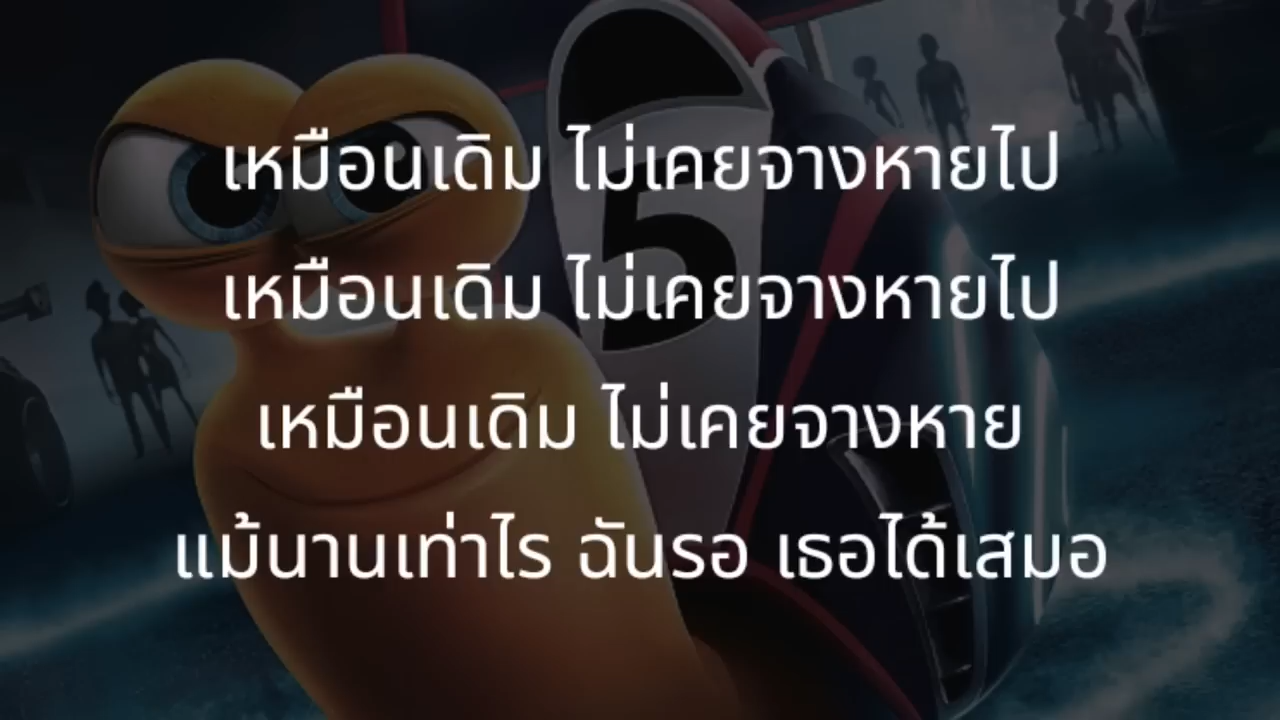 เหมือนเดิม ไม่เคยจางหายไป
เหมือนเดิม ไม่เคยจางหายไป
เหมือนเดิม ไม่เคยจางหาย
แม้นานเท่าไร ฉันรอ เธอได้เสมอ
5